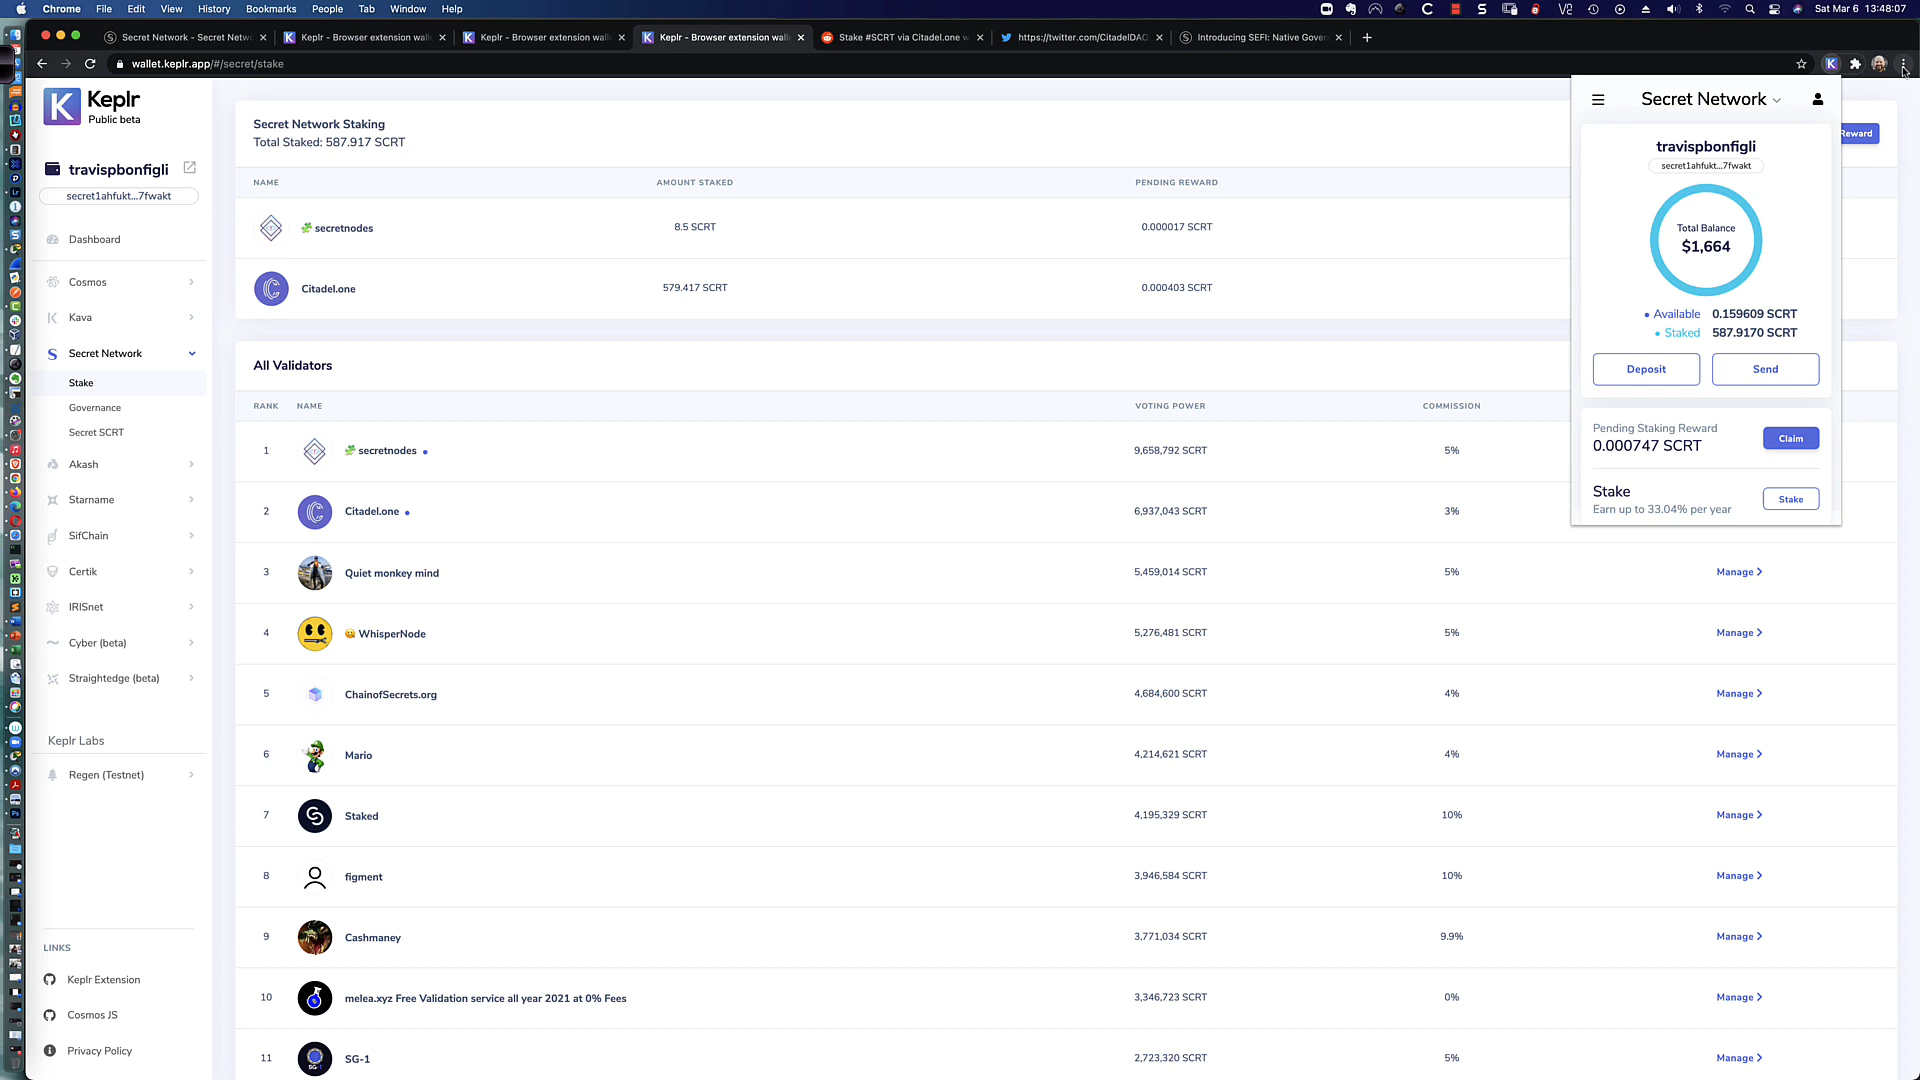 Chrome File Edit View History Bookmarks People Tab Window Help
Sat Mar 6 13:48:07
Secret Network - Secret Netw
Keplr - Browser extension wall
Keplr - Browser extension wall
Keplr - Browser extension wall
Stake #SCRT via Citadel.one w
https://twitter.com/CitadelDAO
Introducing SEFI: Native Gover
wallet.keplr.app/#/secret/stake
Keplr
Public beta
travispbonfigli
secret1ahfukt...7fwakt
Dashboard
Cosmos
Kava
Secret Network
Stake
Governance
Secret SCRT
Akash
Starname
SifChain
Certik
IRISnet
Cyber (beta)
Straightedge (beta)
Keplr Labs
Regen (Testnet)
LINKS
Keplr Extension
Cosmos JS
Privacy Policy
Secret Network Staking
Total Staked: 587.917 SCRT
Reward
NAME AMOUNT STAKED PENDING REWARD
secretnodes 8.5 SCRT 0.000017 SCRT
Citadel.one 579.417 SCRT 0.000403 SCRT
All Validators
RANK NAME VOTING POWER COMMISSION
1 secretnodes 9,658,792 SCRT 5%
2 Citadel.one 6,937,043 SCRT 3%
3 Quiet monkey mind 5,459,014 SCRT 5% Manage
4 WhisperNode 5,276,481 SCRT 5% Manage
5 ChainofSecrets.org 4,684,600 SCRT 4% Manage
6 Mario 4,214,621 SCRT 4% Manage
7 Staked 4,195,329 SCRT 10% Manage
8 figment 3,946,584 SCRT 10% Manage
9 Cashmaney 3,771,034 SCRT 9.9% Manage
10 melea.xyz Free Validation service all year 2021 at 0% Fees 3,346,723 SCRT 0% Manage
11 SG-1 2,723,320 SCRT 5% Manage
Secret Network
travispbonfigli
secret1ahfukt...7fwakt
Total Balance
$1,664
Available 0.159609 SCRT
Staked 587.9170 SCRT
Deposit Send
Pending Staking Reward
0.000747 SCRT
Claim
Stake
Earn up to 33.04% per year
Stake